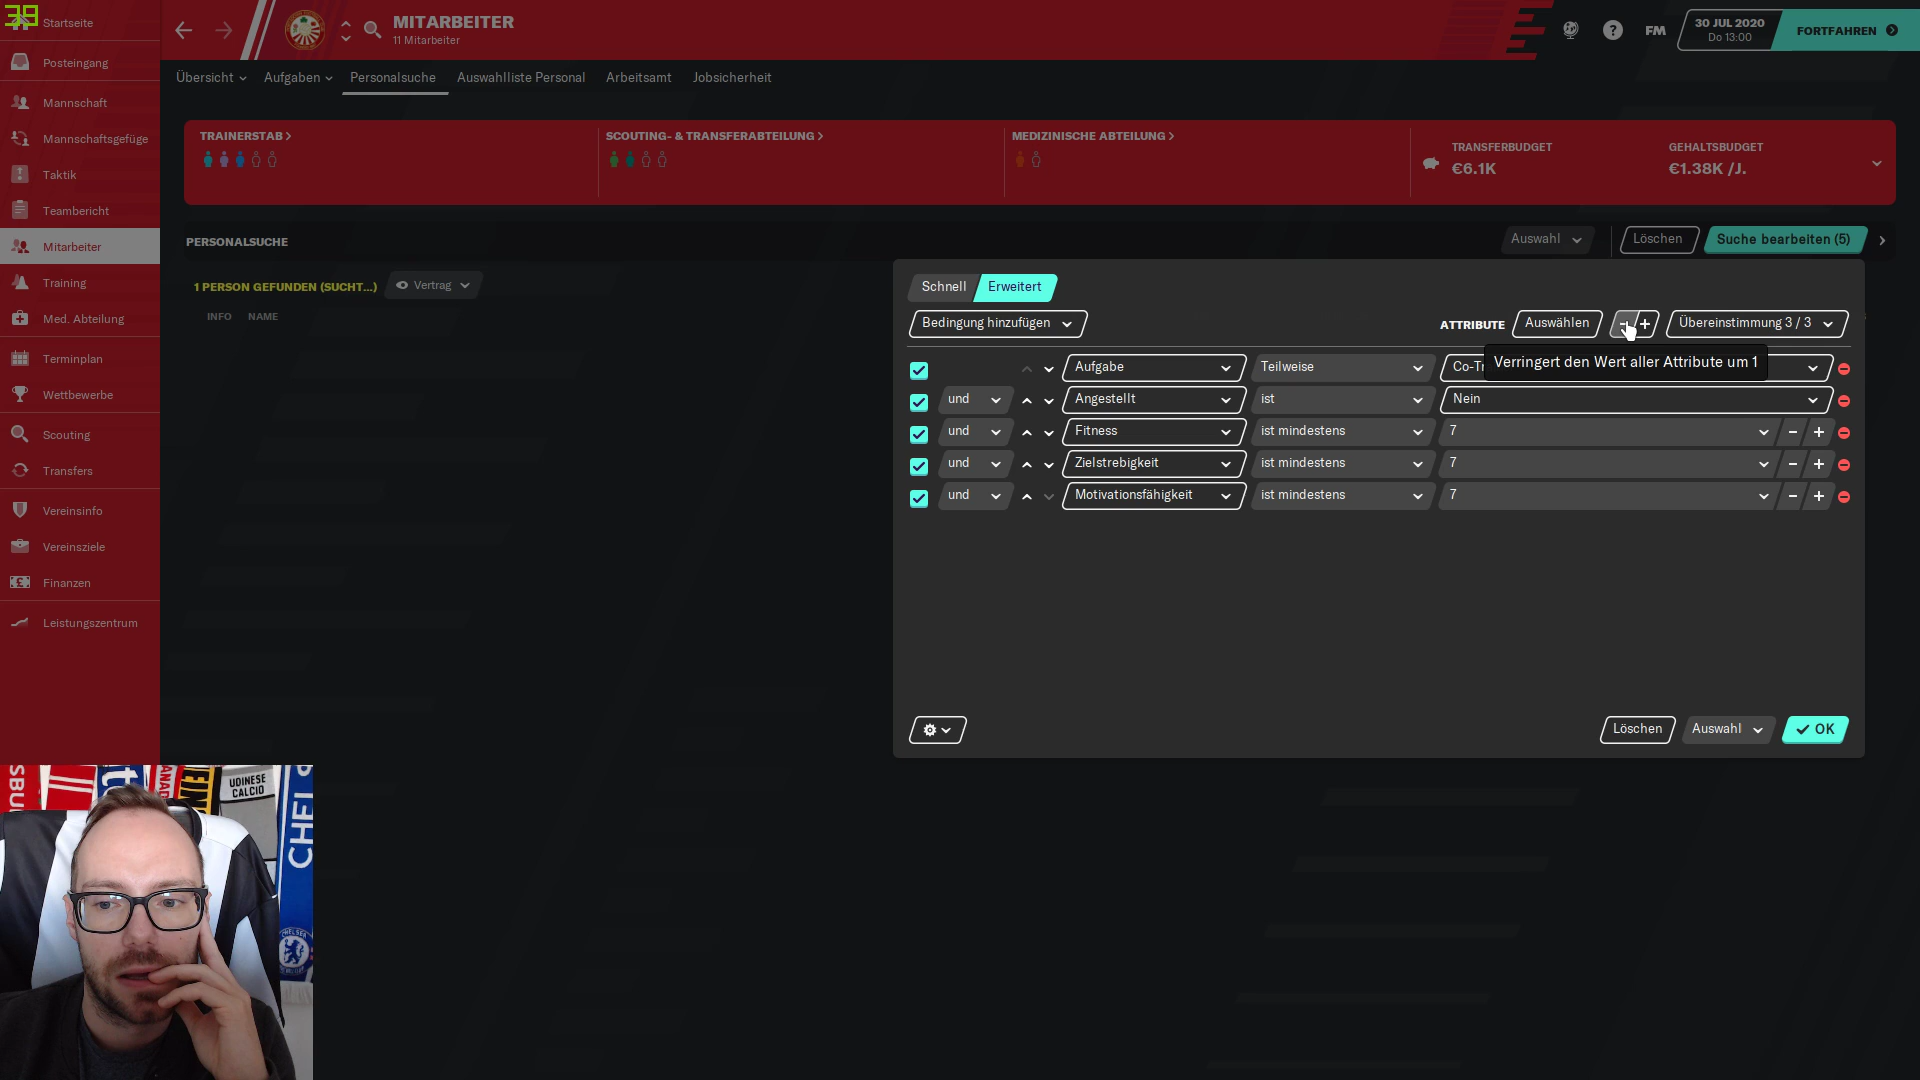 39
Startseite
Posteingang
Mannschaft
Mannschaftsgefüge
Taktik
Teambericht
Mitarbeiter
Training
Med. Abteilung
Terminplan
Wettbewerbe
Scouting
Transfers
Vereinsinfo
Vereinsziele
Finanzen
Leistungszentrum
MITARBEITER
11 Mitarbeiter
FM
30 JUL 2020
Do 13:00
FORTFAHREN
Übersicht
Aufgaben
Personalsuche
Auswahlliste Personal
Arbeitsamt
Jobsicherheit
TRAINERSTAB
SCOUTING- & TRANSFERABTEILUNG
MEDIZINISCHE ABTEILUNG
TRANSFERBUDGET
€6.1K
GEHALTSBUDGET
€1.38K /J.
PERSONALSUCHE
Auswahl
Löschen
Suche bearbeiten (5)
1 PERSON GEFUNDEN (SUCHT...)
Vertrag
INFO NAME
Schnell
Erweitert
Bedingung hinzufügen
ATTRIBUTE
Auswählen
- +
Übereinstimmung 3 / 3
Verringert den Wert aller Attribute um 1
Aufgabe Teilweise Co-Tr
und Angestellt ist Nein
und Fitness ist mindestens 7 - +
und Zielstrebigkeit ist mindestens 7 - +
und Motivationsfähigkeit ist mindestens 7 - +
Löschen
Auswahl
OK
UDINESE
CALCIO
CHEL